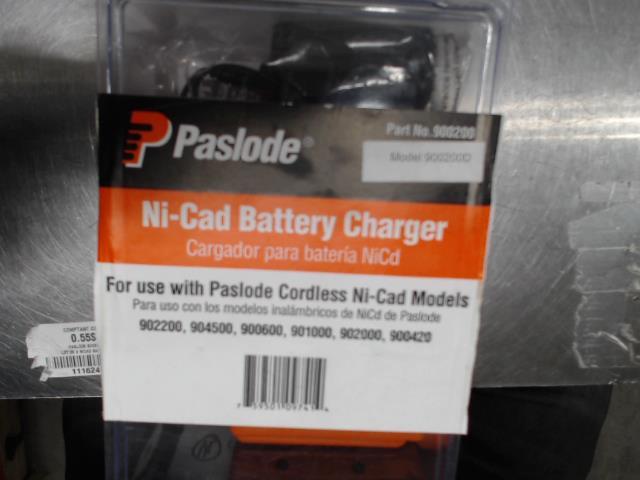 Paslode®
Part No. 900200
Model 900200D
Ni-Cad Battery Charger
Cargador para batería NiCd
For use with Paslode Cordless Ni-Cad Models
Para uso con los modelos inalámbricos de NiCd de Paslode
902200, 904500, 900600, 901000, 902000, 900420
0.55$
111624